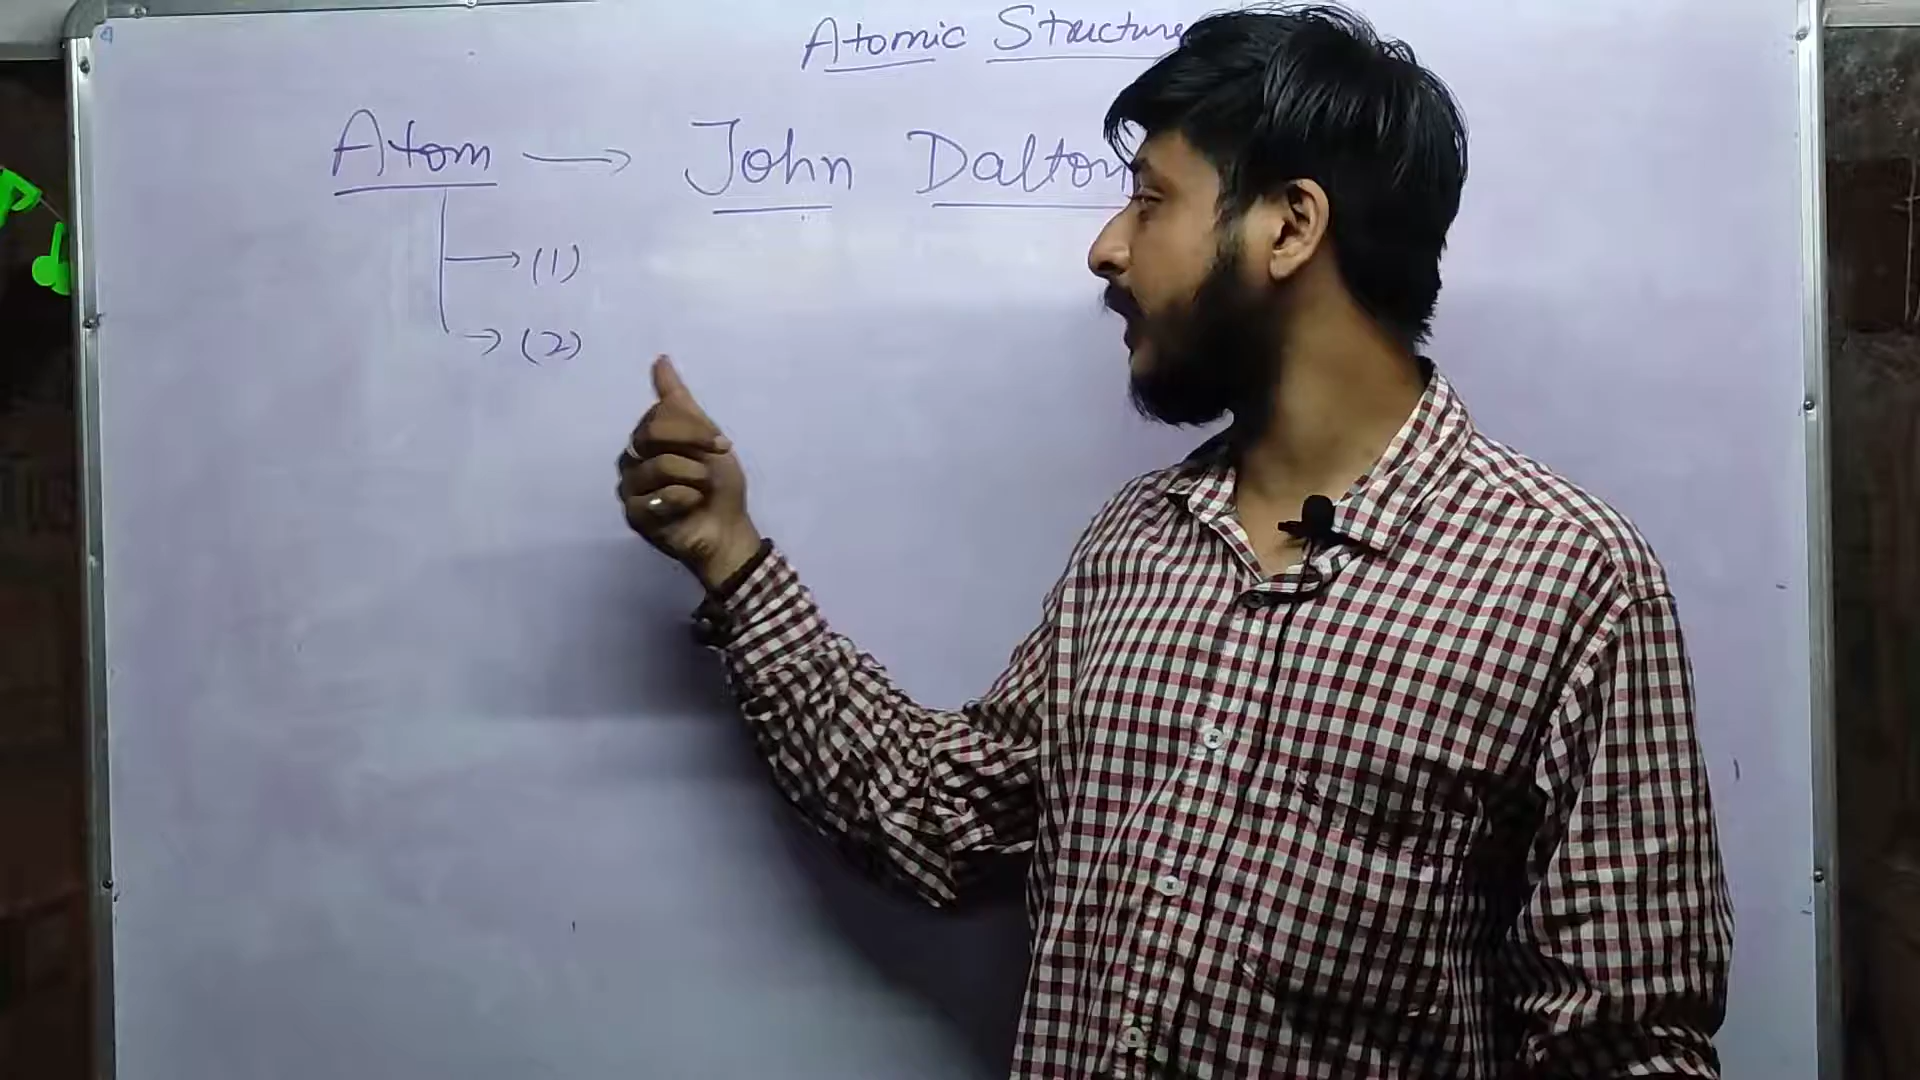 Atomic Structure
Atom → John Dalton
→ (1)
→ (2)